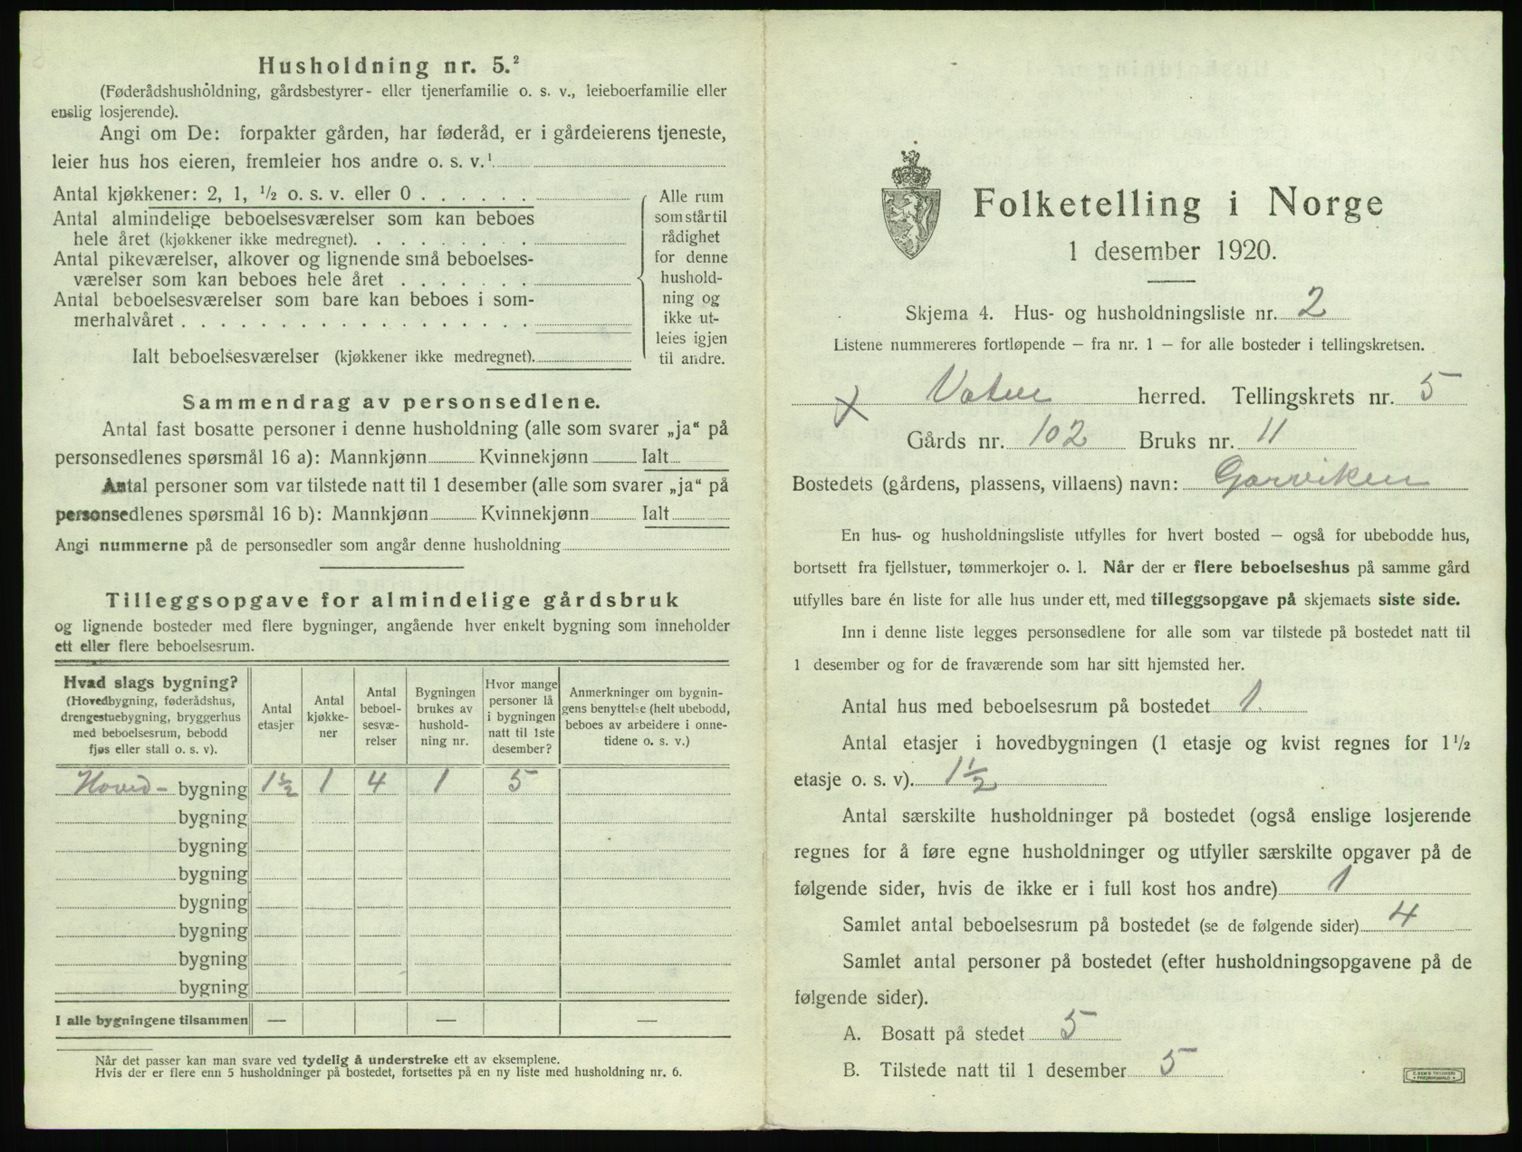 Husholdning nr. 5.²
(Føderådshusholdning, gårdsbestyrer- eller tjenerfamilie o. s. v., leieboerfamilie eller
enslig losjerende).
Angi om De: forpakter gården, har føderåd, er i gårdeierens tjeneste,
leier hus hos eieren, fremleier hos andre o. s. v.¹
Antal kjøkkener: 2, 1, ½ o. s. v. eller 0 . . . . . .
Antal almindelige beboelsesværelser som kan beboes
hele året (kjøkkener ikke medregnet). . . . . . . . .
Antal pikeværelser, alkover og lignende små beboelses-
værelser som kan beboes hele året . . . . . . .
Antal beboelsesværelser som bare kan beboes i som-
merhalvåret . . . . . . . . . . . . . . . . . .
Ialt beboelsesværelser (kjøkkener ikke medregnet).
Alle rum
som står til
rådighet
for denne
hushold-
ning og
ikke ut-
leies igjen
til andre.
Sammendrag av personsedlene.
Antal fast bosatte personer i denne husholdning (alle som svarer „ja“ på
personsedlenes spørsmål 16 a): Mannkjønn Kvinnekjønn Ialt
Antal personer som var tilstede natt til 1 desember (alle som svarer „ja“ på
personsedlenes spørsmål 16 b): Mannkjønn Kvinnekjønn Ialt
Angi nummerne på de personsedler som angår denne husholdning
Tilleggsopgave for almindelige gårdsbruk
og lignende bosteder med flere bygninger, angående hver enkelt bygning som inneholder
ett eller flere beboelsesrum.
Hvad slags bygning?
(Hovedbygning, føderådshus,
drengestuebygning, bryggerhus
med beboelsesrum, bebodd
fjøs eller stall o. s. v).
Antal
etasjer
Antal
kjøkke-
ner
Antal
beboel-
sesvæ-
relser
Bygningen
brukes av
hushold-
ning nr.
Hvor mange
personer lå
i bygningen
natt til 1ste
desember?
Anmerkninger om bygnin-
gens benyttelse (helt ubebodd,
beboes av arbeidere i onne-
tidene o. s. v.)
Hoved- bygning 1½ 1 4 1 5
bygning
bygning
bygning
bygning
bygning
bygning
bygning
I alle bygningene tilsammen — — —
Når det passer kan man svare ved tydelig å understreke ett av eksemplene.
Hvis der er flere enn 5 husholdninger på bostedet, fortsettes på en ny liste med husholdning nr. 6.
Folketelling i Norge
1 desember 1920.
Skjema 4. Hus- og husholdningsliste nr. 2
Listene nummereres fortløpende — fra nr. 1 — for alle bosteder i tellingskretsen.
x Vatne herred. Tellingskrets nr. 5
Gårds nr. 102 Bruks nr. 11
Bostedets (gårdens, plassens, villaens) navn: Garviken
En hus- og husholdningsliste utfylles for hvert bosted — også for ubebodde hus,
bortsett fra fjellstuer, tømmerkojer o. l. Når der er flere beboelseshus på samme gård
utfylles bare én liste for alle hus under ett, med tilleggsopgave på skjemaets siste side.
Inn i denne liste legges personsedlene for alle som var tilstede på bostedet natt til
1 desember og for de fraværende som har sitt hjemsted her.
Antal hus med beboelsesrum på bostedet 1.
Antal etasjer i hovedbygningen (1 etasje og kvist regnes for 1½
etasje o. s. v). 1½
Antal særskilte husholdninger på bostedet (også enslige losjerende
regnes for å føre egne husholdninger og utfyller særskilte opgaver på de
følgende sider, hvis de ikke er i full kost hos andre) 1
Samlet antal beboelsesrum på bostedet (se de følgende sider) 4
Samlet antal personer på bostedet (efter husholdningsopgavene på de
følgende sider).
A. Bosatt på stedet 5
B. Tilstede natt til 1 desember 5